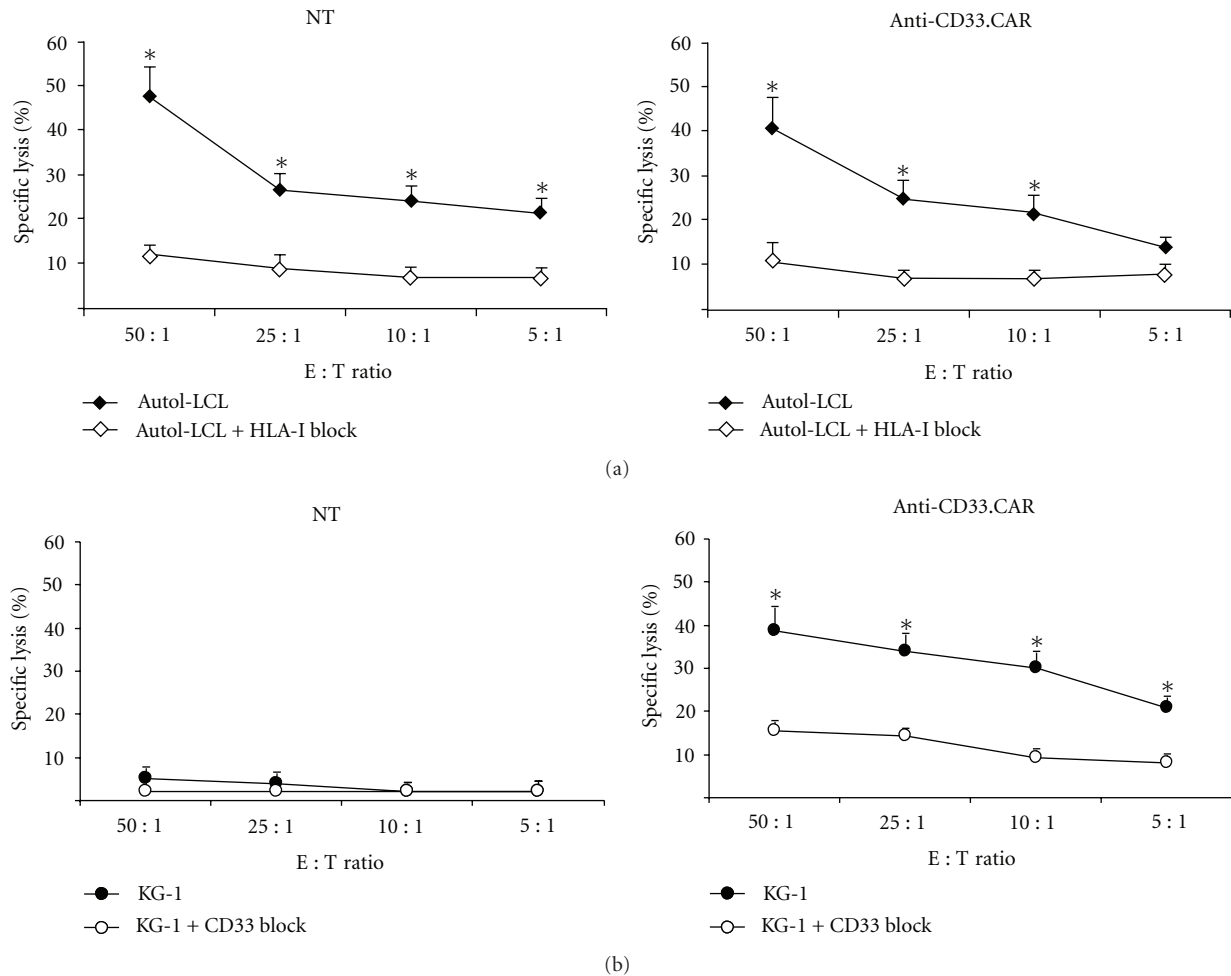 NT
Specific lysis (%)
60
50
40
30
20
10
*
*
*
*
50 : 1
25 : 1
10 : 1
5 : 1
E : T ratio
Autol-LCL
Autol-LCL + HLA-I block
Anti-CD33.CAR
Specific lysis (%)
60
50
40
30
20
10
*
*
*
50 : 1
25 : 1
10 : 1
5 : 1
E : T ratio
Autol-LCL
Autol-LCL + HLA-I block
(a)
NT
Specific lysis (%)
60
50
40
30
20
10
50 : 1
25 : 1
10 : 1
5 : 1
E : T ratio
KG-1
KG-1 + CD33 block
Anti-CD33.CAR
Specific lysis (%)
60
50
40
30
20
10
*
*
*
*
50 : 1
25 : 1
10 : 1
5 : 1
E : T ratio
KG-1
KG-1 + CD33 block
(b)